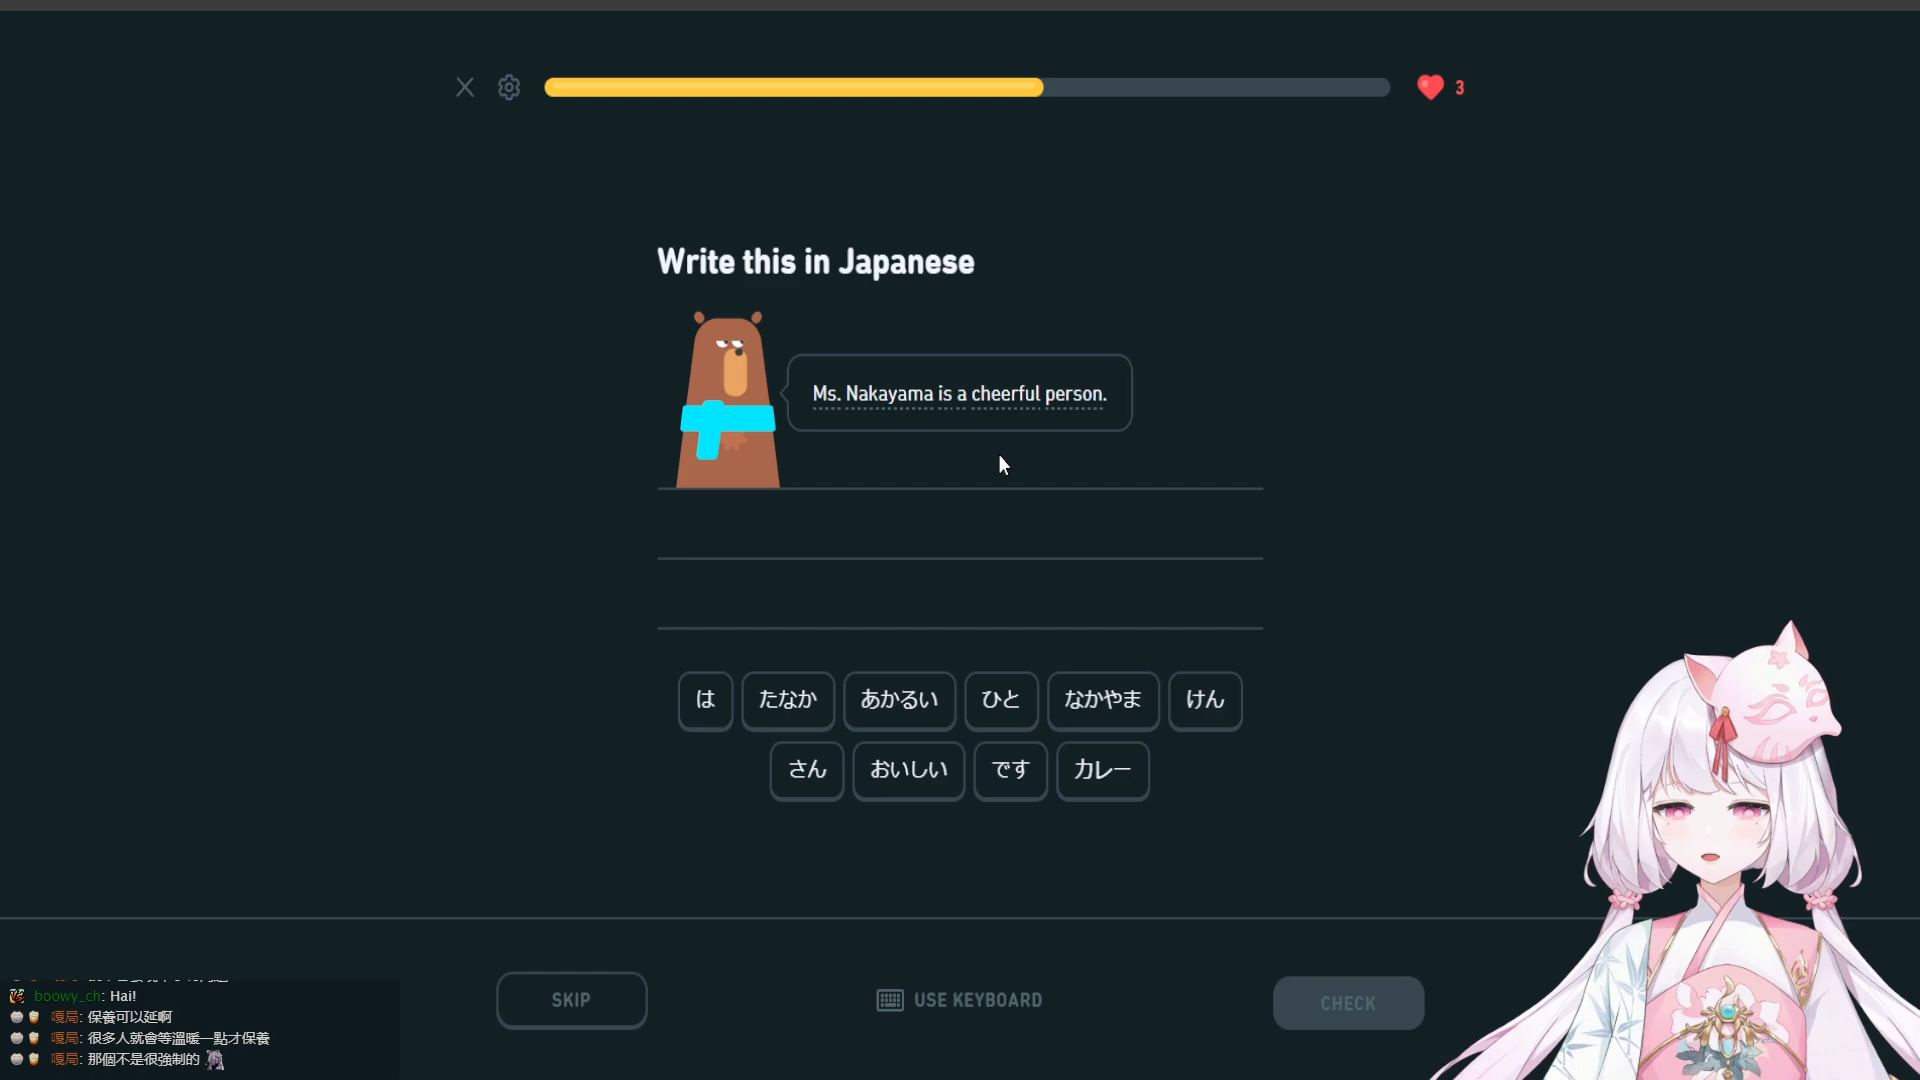 3
Write this in Japanese
Ms. Nakayama is a cheerful person.
は たなか あかるい ひと なかやま けん
さん おいしい です カレー
SKIP
USE KEYBOARD
CHECK
boowy_ch: Hai!
嘎局: 保養可以延啊
嘎局: 很多人就會等溫暖一點才保養
嘎局: 那個不是很強制的